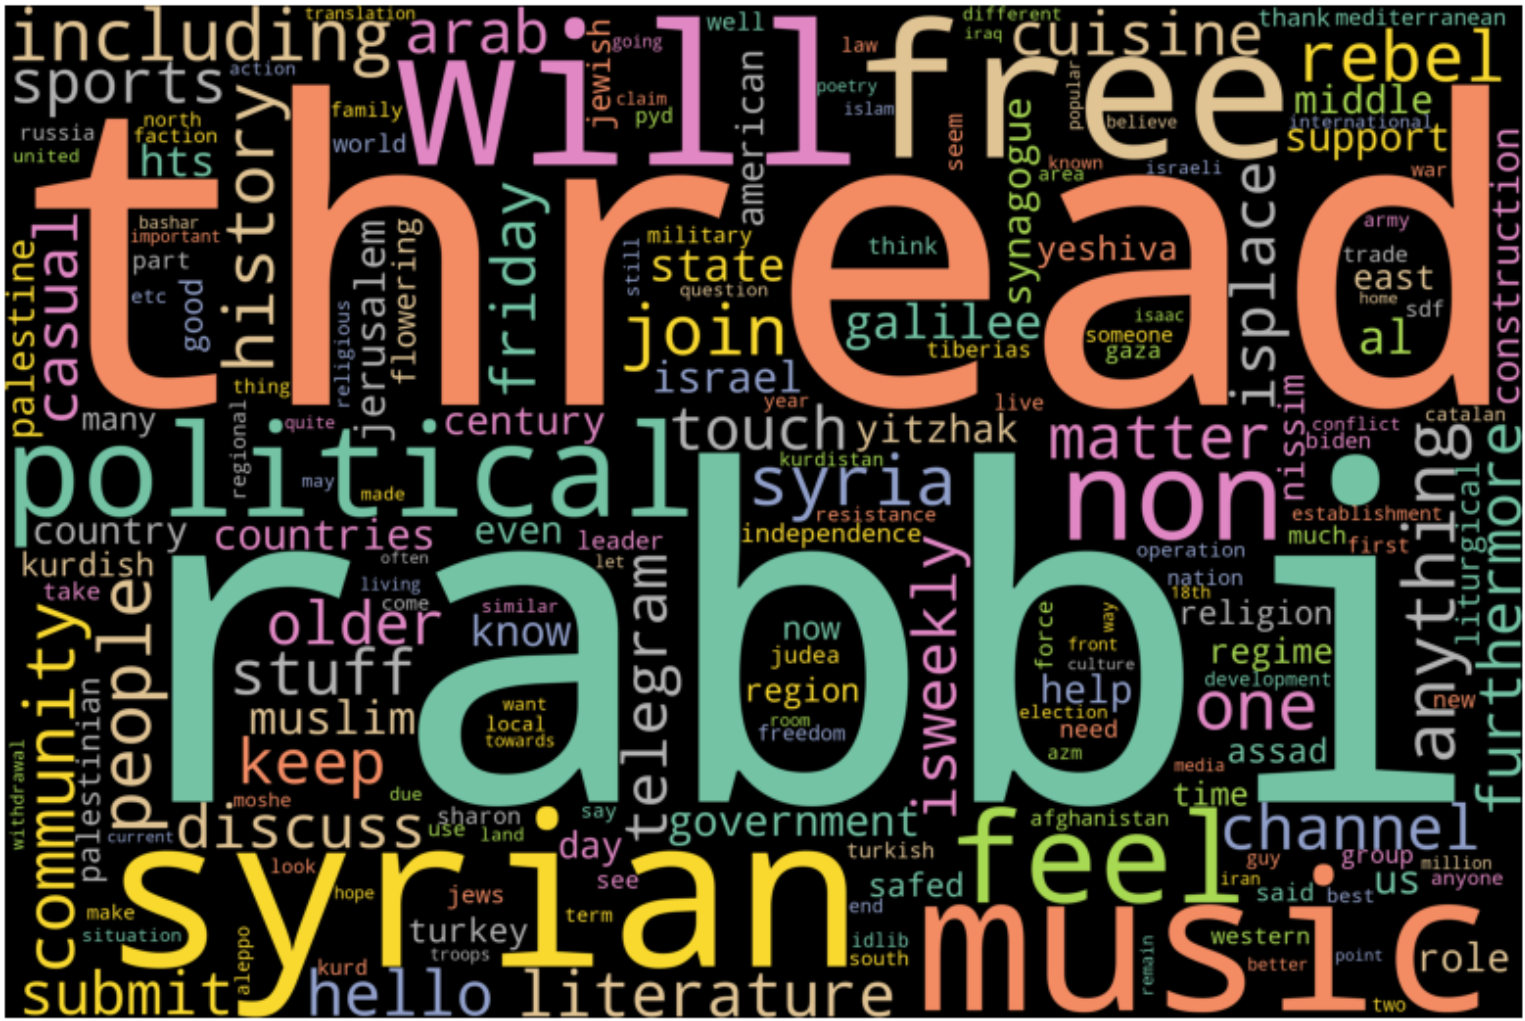 including
translation
arab
will
going
jewish
well
law
free
different
iraq
cuisine
thank
mediterranean
sports
action
rebel
family
claim
pyd
poetry
islam
american
popular
believe
middle
international
support
russia
north
faction
united
hts
history
world
seem
synagogue
known
area
israeli
war
construction
thread
casual
palestine
bashar
important
part
etc
good
religious
jerusalem
flowering
friday
still
military
state
question
think
yeshiva
isplace
army
trade
east
home
sdf
al
join
galilee
tiberias
isaac
someone
gaza
israel
thing
many
regional
quite
century
year
live
touch
yitzhak
matter
nissim
conflict
biden
catalan
anything
political
may
made
kurdistan
syria
non
resistance
independence
establishment
much
first
liturgical
furthermore
country
countries
even
leader
let
often
kurdish
take
people
living
come
similar
operation
nation
18th
religion
rabbi
older
know
now
judea
region
room
freedom
force
way
front
culture
help
election
need
azm
regime
development
one
new
stuff
telegram
isweekly
muslim
want
local
towards
keep
community
palestinian
withdrawal
assad
media
time
moshe
due
current
discuss
use
sharon
land
say
day
government
afghanistan
channel
feel
syrian
look
hope
jews
see
turkish
safed
guy
iran
group
million
anyone
said
best
us
make
situation
term
end
turkey
troops
idlib
south
music
remain
western
better
point
role
submit
aleppo
kurd
hello
literature
two